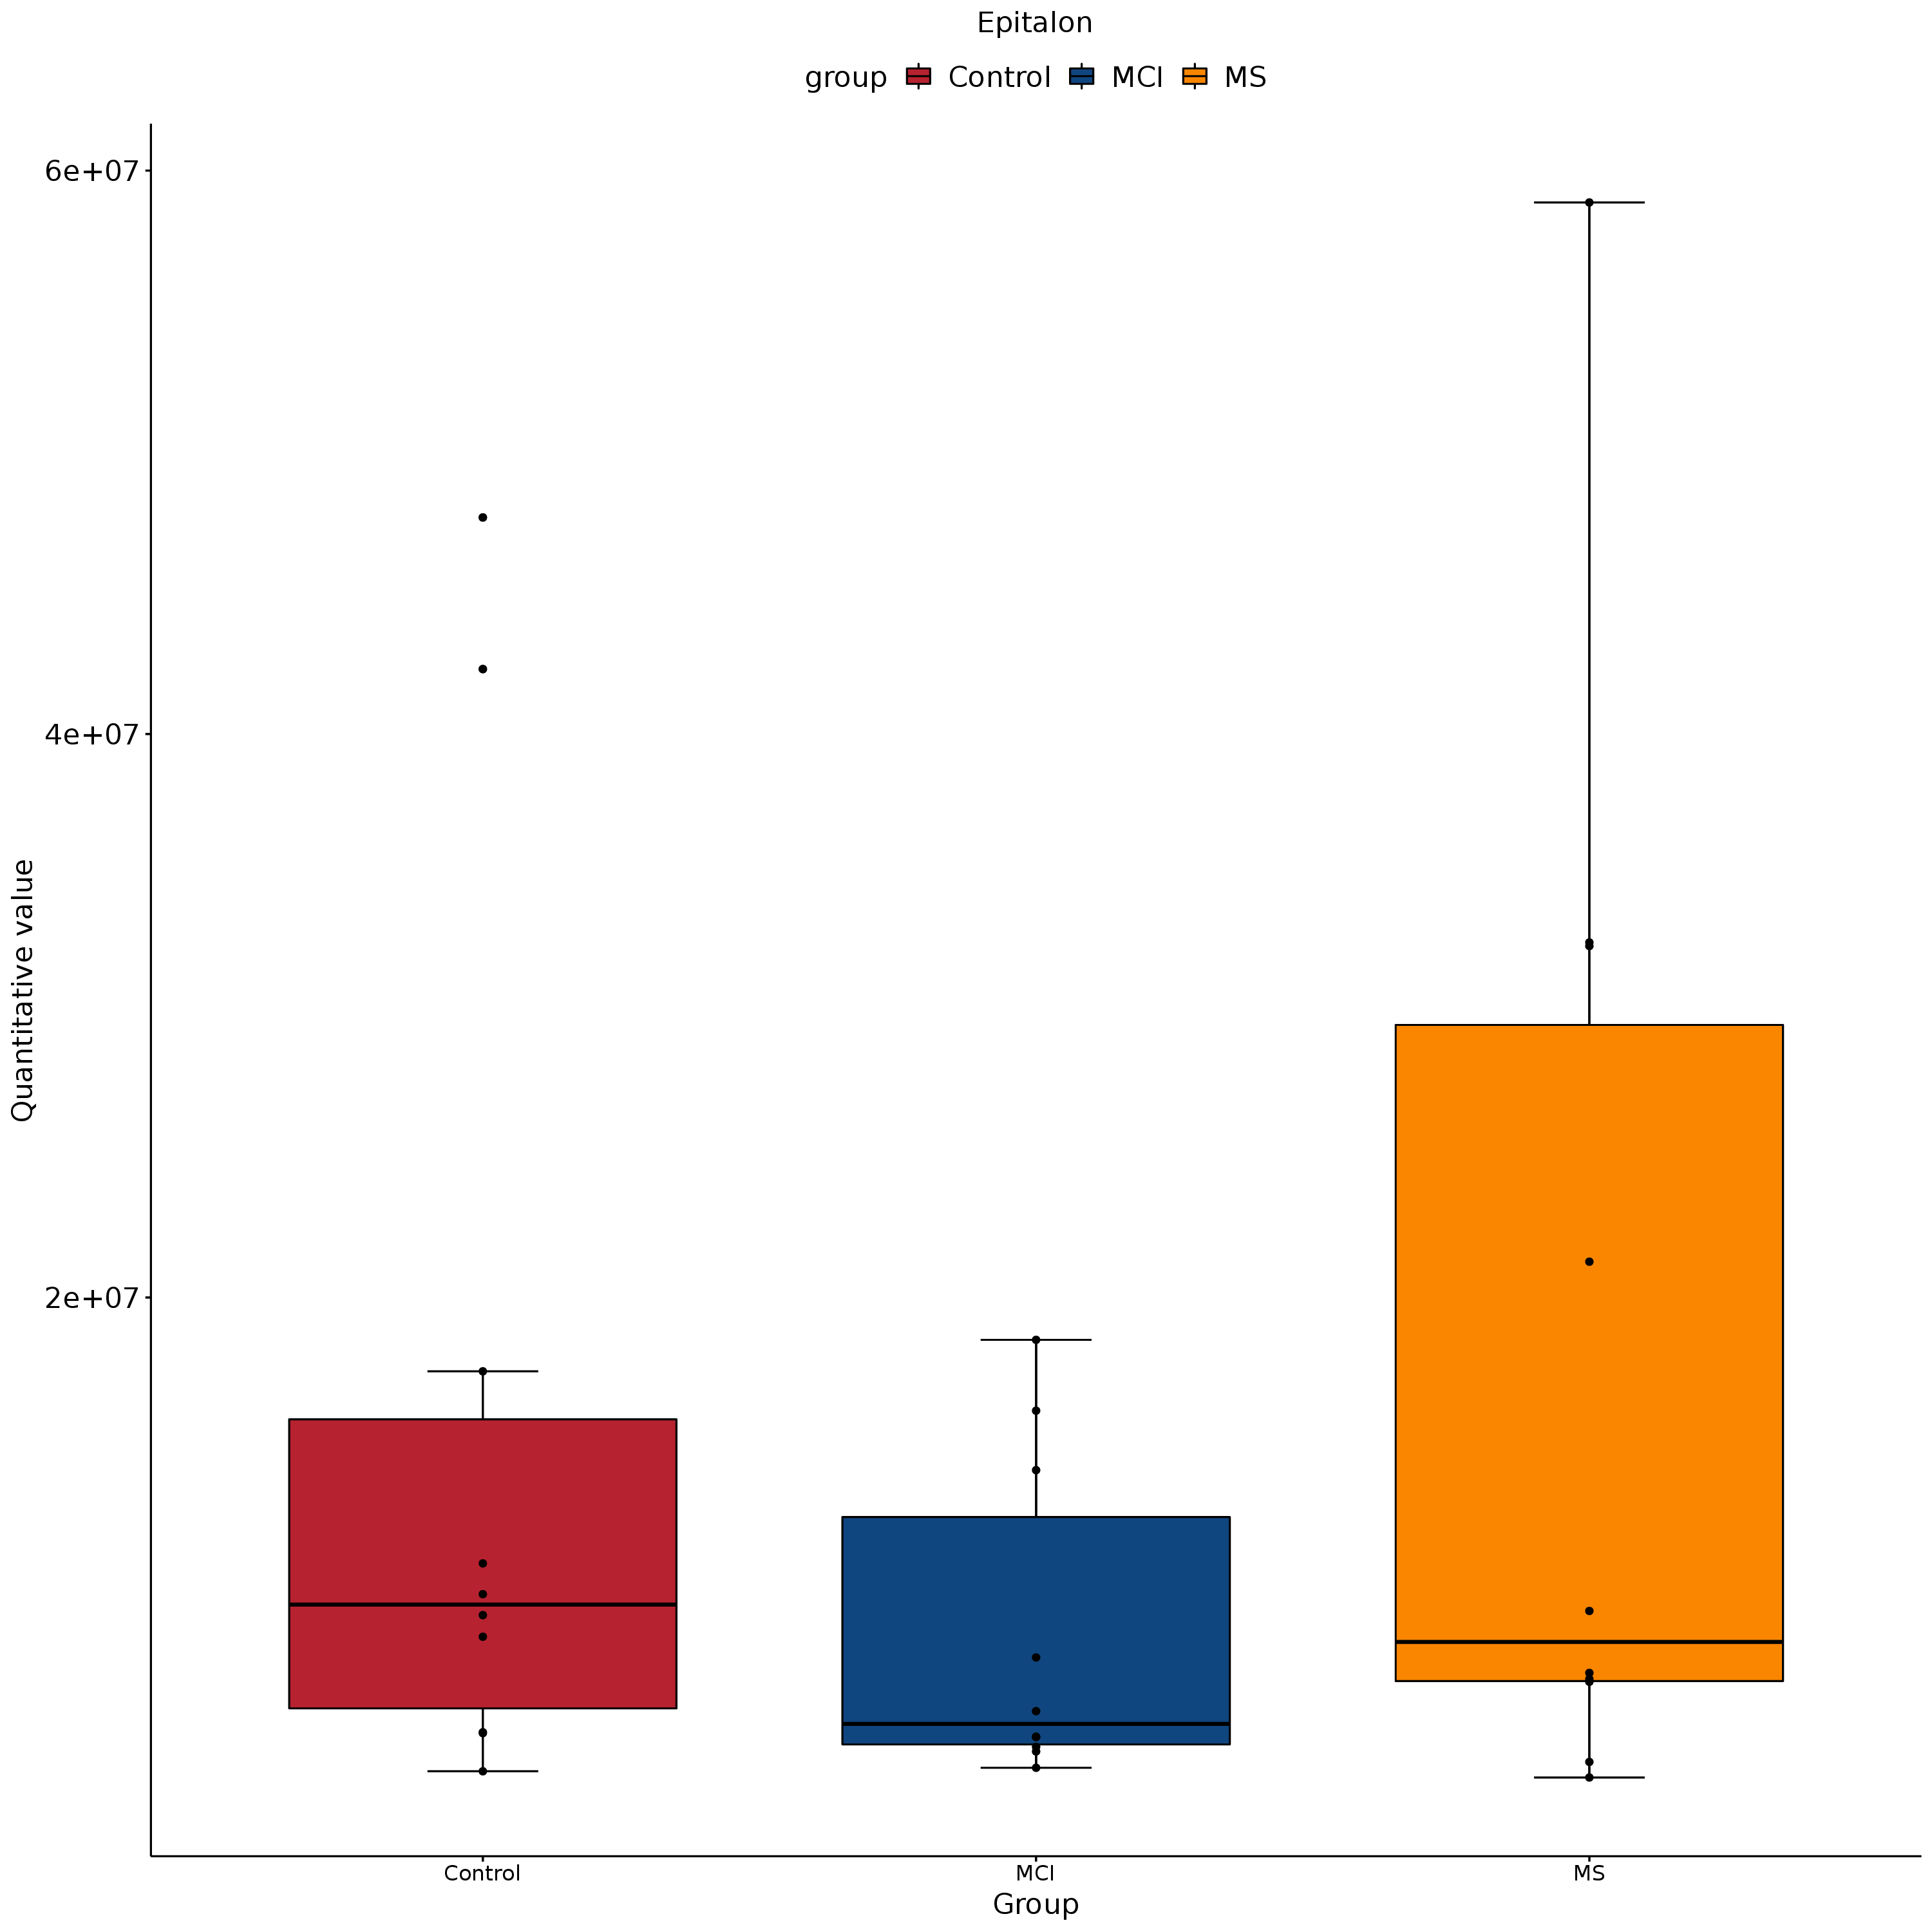 Epitalon
group Control MCI MS
6e+07
4e+07
2e+07
Quantitative value
Control MCI MS
Group